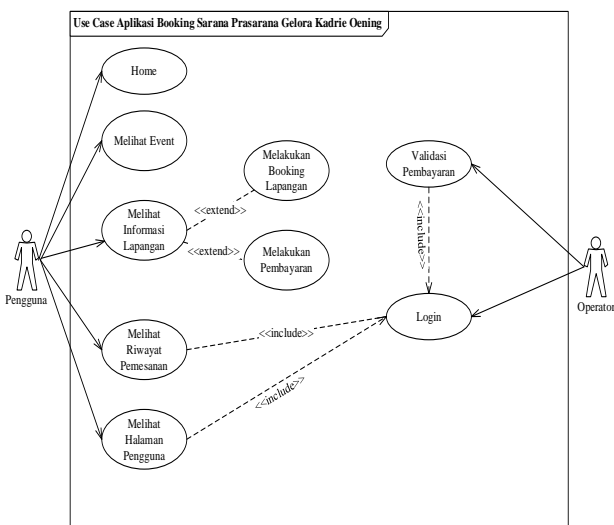 Use Case Aplikasi Booking Sarana Prasarana Gelora Kadrie Oening
Home
Melihat Event
Melihat
Informasi
Lapangan
<<extend>>
<<extend>>
Melakukan
Booking
Lapangan
Melakukan
Pembayaran
Validasi
Pembayaran
<<include>>
Pengguna
Operator
Login
Melihat
Riwayat
Pemesanan
<<include>>
Melihat
Halaman
Pengguna
<<include>>